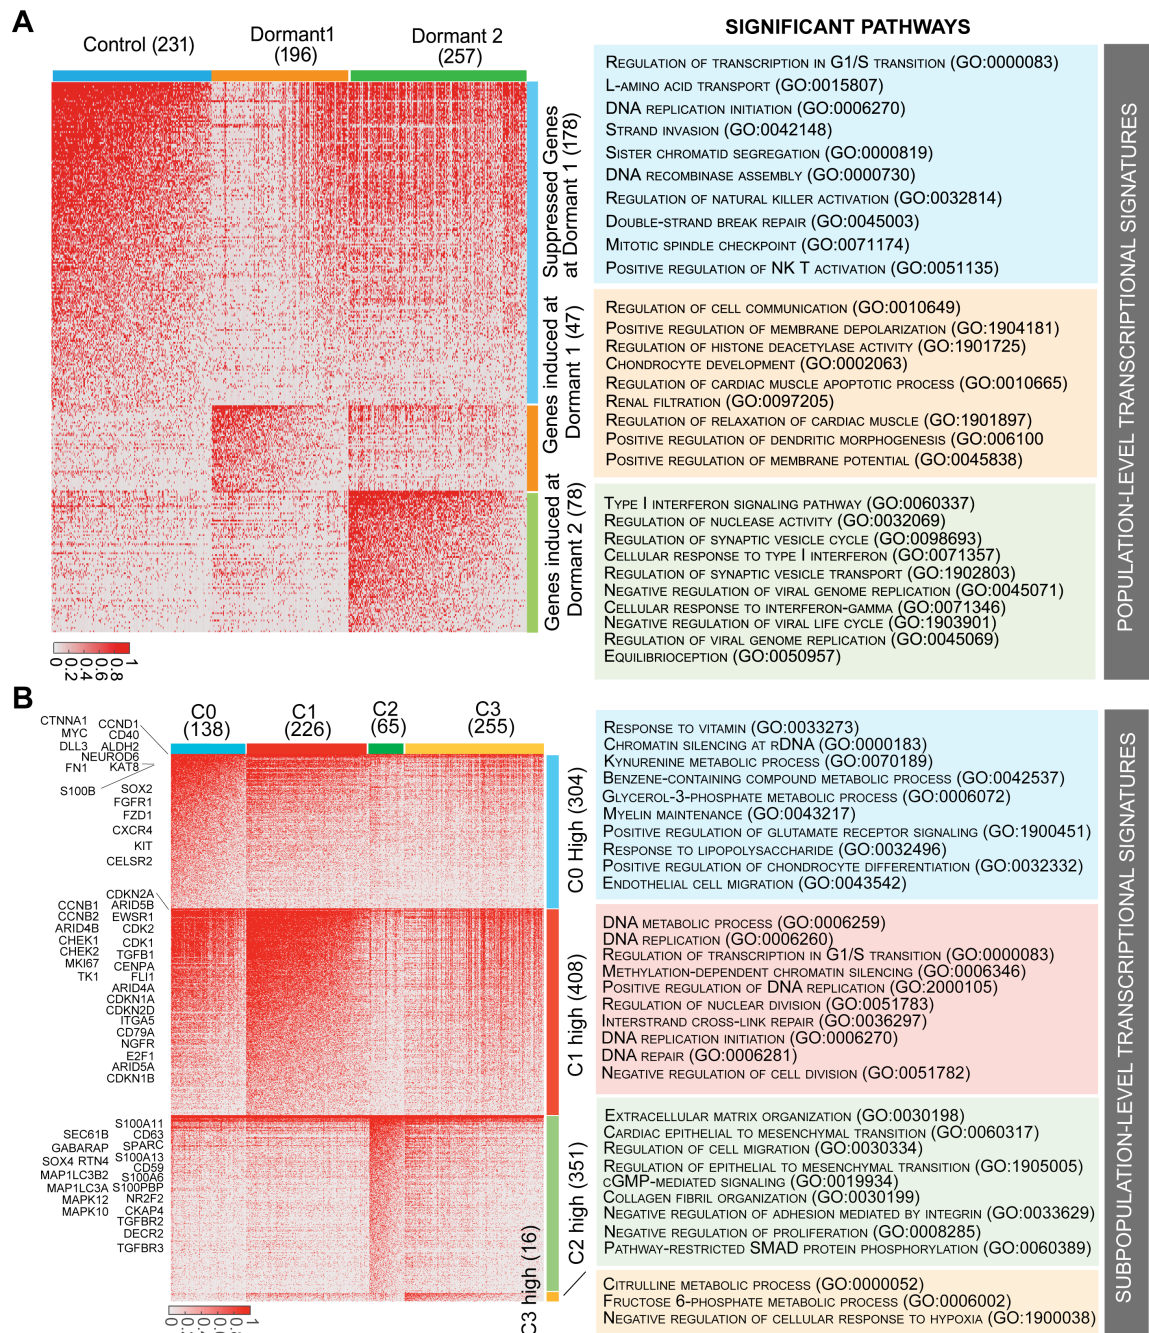 A
Control (231)
Dormant1
(196)
Dormant 2
(257)
Suppressed Genes
at Dormant 1 (178)
Genes induced at
Dormant 1 (47)
Genes induced at
Dormant 2 (78)
0
0.2
0.4
0.6
0.8
1
SIGNIFICANT PATHWAYS
REGULATION OF TRANSCRIPTION IN G1/S TRANSITION (GO:0000083)
L-AMINO ACID TRANSPORT (GO:0015807)
DNA REPLICATION INITIATION (GO:0006270)
STRAND INVASION (GO:0042148)
SISTER CHROMATID SEGREGATION (GO:0000819)
DNA RECOMBINASE ASSEMBLY (GO:0000730)
REGULATION OF NATURAL KILLER ACTIVATION (GO:0032814)
DOUBLE-STRAND BREAK REPAIR (GO:0045003)
MITOTIC SPINDLE CHECKPOINT (GO:0071174)
POSITIVE REGULATION OF NK T ACTIVATION (GO:0051135)
REGULATION OF CELL COMMUNICATION (GO:0010649)
POSITIVE REGULATION OF MEMBRANE DEPOLARIZATION (GO:1904181)
REGULATION OF HISTONE DEACETYLASE ACTIVITY (GO:1901725)
CHONDROCYTE DEVELOPMENT (GO:0002063)
REGULATION OF CARDIAC MUSCLE APOPTOTIC PROCESS (GO:0010665)
RENAL FILTRATION (GO:0097205)
REGULATION OF RELAXATION OF CARDIAC MUSCLE (GO:1901897)
POSITIVE REGULATION OF DENDRITIC MORPHOGENESIS (GO:006100
POSITIVE REGULATION OF MEMBRANE POTENTIAL (GO:0045838)
TYPE I INTERFERON SIGNALING PATHWAY (GO:0060337)
REGULATION OF NUCLEASE ACTIVITY (GO:0032069)
REGULATION OF SYNAPTIC VESICLE CYCLE (GO:0098693)
CELLULAR RESPONSE TO TYPE I INTERFERON (GO:0071357)
REGULATION OF SYNAPTIC VESICLE TRANSPORT (GO:1902803)
NEGATIVE REGULATION OF VIRAL GENOME REPLICATION (GO:0045071)
CELLULAR RESPONSE TO INTERFERON-GAMMA (GO:0071346)
NEGATIVE REGULATION OF VIRAL LIFE CYCLE (GO:1903901)
REGULATION OF VIRAL GENOME REPLICATION (GO:0045069)
EQUILIBRIOCEPTION (GO:0050957)
POPULATION-LEVEL TRANSCRIPTIONAL SIGNATURES
B
C0
(138)
C1
(226)
C2
(65)
C3
(255)
CTNNA1 CCND1
MYC CD40
DLL3 ALDH2
NEUROD6
FN1 KAT8
S100B SOX2
FGFR1
FZD1
CXCR4
KIT
CELSR2
CDKN2A
CCNB1 ARID5B
CCNB2 EWSR1
ARID4B CDK2
CHEK1 CDK1
CHEK2 TGFB1
MKI67 CENPA
TK1 FLI1
ARID4A
CDKN1A
CDKN2D
ITGA5
CD79A
NGFR
E2F1
ARID5A
CDKN1B
S100A11
SEC61B CD63
GABARAP SPARC
S100A13
SOX4 RTN4 CD59
MAP1LC3B2 S100A6
MAP1LC3A S100PBP
MAPK12 NR2F2
MAPK10 CKAP4
TGFBR2
DECR2
TGFBR3
C0 High (304)
C1 high (408)
C2 high (351)
C3 high (16)
0
1
RESPONSE TO VITAMIN (GO:0033273)
CHROMATIN SILENCING AT RDNA (GO:0000183)
KYNURENINE METABOLIC PROCESS (GO:0070189)
BENZENE-CONTAINING COMPOUND METABOLIC PROCESS (GO:0042537)
GLYCEROL-3-PHOSPHATE METABOLIC PROCESS (GO:0006072)
MYELIN MAINTENANCE (GO:0043217)
POSITIVE REGULATION OF GLUTAMATE RECEPTOR SIGNALING (GO:1900451)
RESPONSE TO LIPOPOLYSACCHARIDE (GO:0032496)
POSITIVE REGULATION OF CHONDROCYTE DIFFERENTIATION (GO:0032332)
ENDOTHELIAL CELL MIGRATION (GO:0043542)
DNA METABOLIC PROCESS (GO:0006259)
DNA REPLICATION (GO:0006260)
REGULATION OF TRANSCRIPTION IN G1/S TRANSITION (GO:0000083)
METHYLATION-DEPENDENT CHROMATIN SILENCING (GO:0006346)
POSITIVE REGULATION OF DNA REPLICATION (GO:2000105)
REGULATION OF NUCLEAR DIVISION (GO:0051783)
INTERSTRAND CROSS-LINK REPAIR (GO:0036297)
DNA REPLICATION INITIATION (GO:0006270)
DNA REPAIR (GO:0006281)
NEGATIVE REGULATION OF CELL DIVISION (GO:0051782)
EXTRACELLULAR MATRIX ORGANIZATION (GO:0030198)
CARDIAC EPITHELIAL TO MESENCHYMAL TRANSITION (GO:0060317)
REGULATION OF CELL MIGRATION (GO:0030334)
REGULATION OF EPITHELIAL TO MESENCHYMAL TRANSITION (GO:1905005)
CGMP-MEDIATED SIGNALING (GO:0019934)
COLLAGEN FIBRIL ORGANIZATION (GO:0030199)
NEGATIVE REGULATION OF ADHESION MEDIATED BY INTEGRIN (GO:0033629)
NEGATIVE REGULATION OF PROLIFERATION (GO:0008285)
PATHWAY-RESTRICTED SMAD PROTEIN PHOSPHORYLATION (GO:0060389)
CITRULLINE METABOLIC PROCESS (GO:0000052)
FRUCTOSE 6-PHOSPHATE METABOLIC PROCESS (GO:0006002)
NEGATIVE REGULATION OF CELLULAR RESPONSE TO HYPOXIA (GO:1900038)
SUBPOPULATION-LEVEL TRANSCRIPTIONAL SIGNATURES